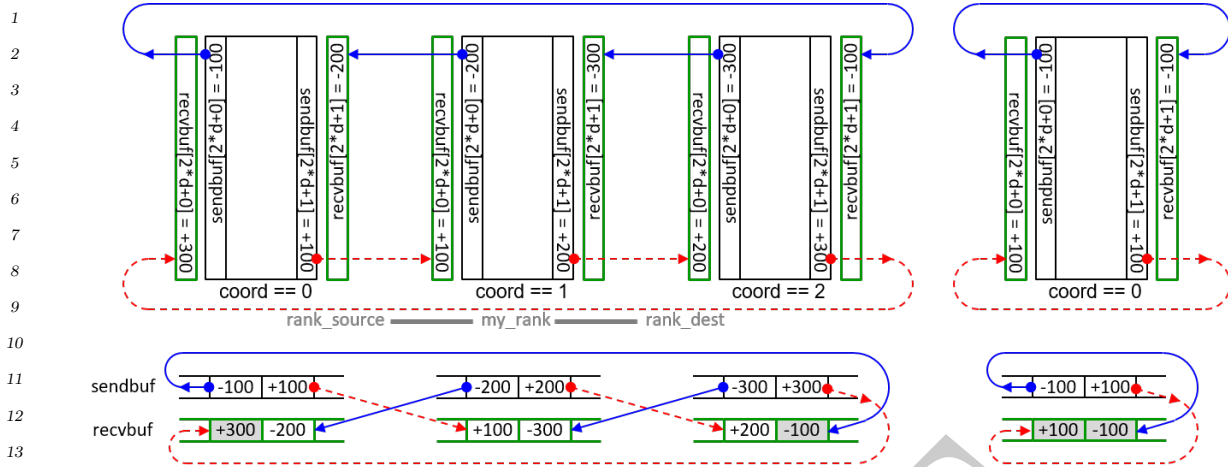 1
2
3
4
5
6
7
8
9
10
11
12
13
recvbuf[2*d+0] = +300
sendbuf[2*d+0] = -100
sendbuf[2*d+1] = +100
recvbuf[2*d+1] = -200
coord == 0
recvbuf[2*d+0] = +100
sendbuf[2*d+0] = -200
sendbuf[2*d+1] = +200
recvbuf[2*d+1] = -300
coord == 1
recvbuf[2*d+0] = +200
sendbuf[2*d+0] = -300
sendbuf[2*d+1] = +300
recvbuf[2*d+1] = -100
coord == 2
recvbuf[2*d+0] = +100
sendbuf[2*d+0] = -100
sendbuf[2*d+1] = +100
recvbuf[2*d+1] = -100
coord == 0
rank_source my_rank rank_dest
sendbuf -100 +100 -200 +200 -300 +300 -100 +100
recvbuf +300 -200 +100 -300 +200 -100 +100 -100